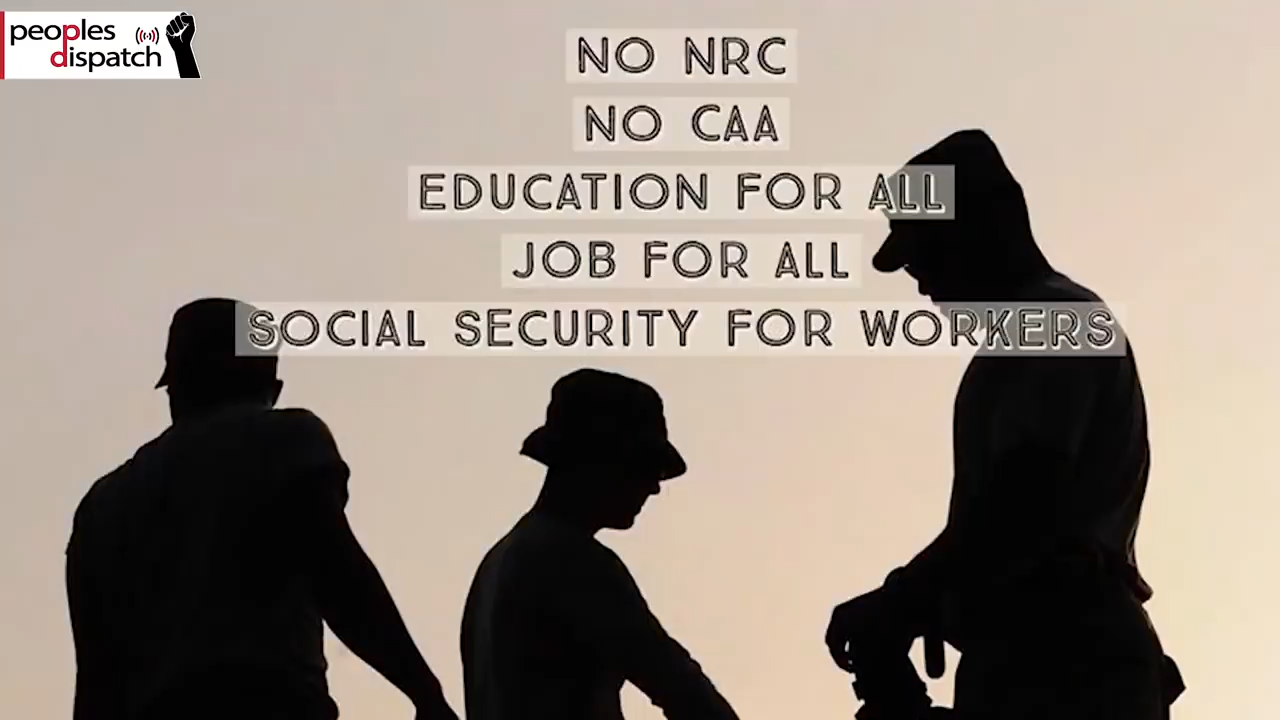 peoples
dispatch
NO NRC
NO CAA
EDUCATION FOR ALL
JOB FOR ALL
SOCIAL SECURITY FOR WORKERS